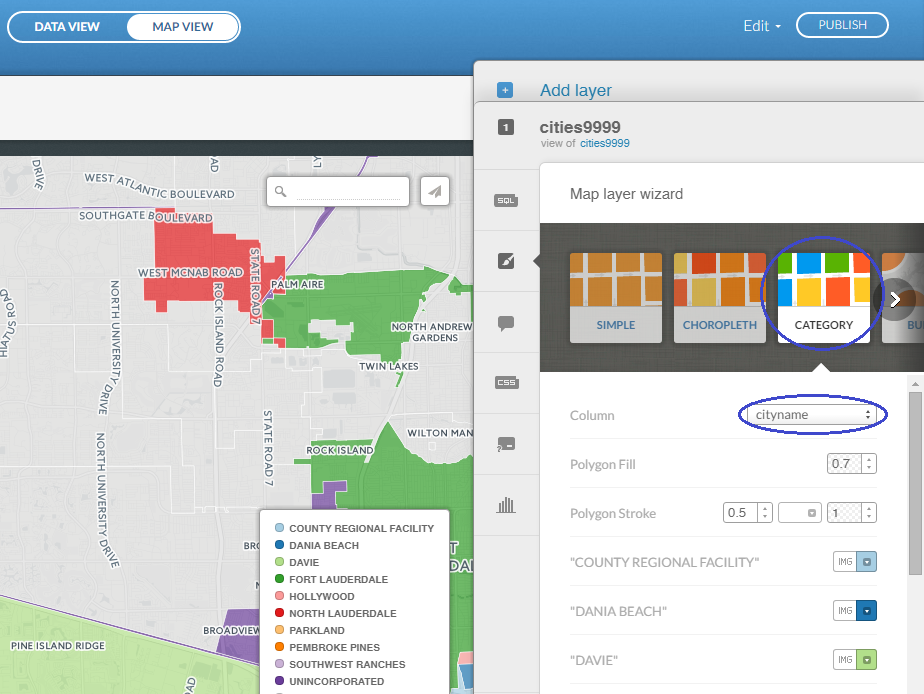 DATA VIEW
MAP VIEW
Edit
PUBLISH
Add layer
1
cities9999
view of cities9999
Map layer wizard
SQL
SIMPLE
CHOROPLETH
CATEGORY
BU
CSS
Column
cityname
Polygon Fill
0.7
Polygon Stroke
0.5
1
"COUNTY REGIONAL FACILITY"
IMG
"DANIA BEACH"
IMG
"DAVIE"
IMG
DRIVE
WEST ATLANTIC BOULEVARD
SOUTHGATE BOULEVARD
WEST MCNAB ROAD
STATE ROAD 7
PALM AIRE
NORTH UNIVERSITY DRIVE
ROCK ISLAND ROAD
NORTH ANDREW
GARDENS
TWIN LAKES
STATE ROAD 7
WILTON MAN
NORTH UNIVERSITY DRIVE
ROCK ISLAND
BROADVIEW
PINE ISLAND RIDGE
COUNTY REGIONAL FACILITY
DANIA BEACH
DAVIE
FORT LAUDERDALE
HOLLYWOOD
NORTH LAUDERDALE
PARKLAND
PEMBROKE PINES
SOUTHWEST RANCHES
UNINCORPORATED